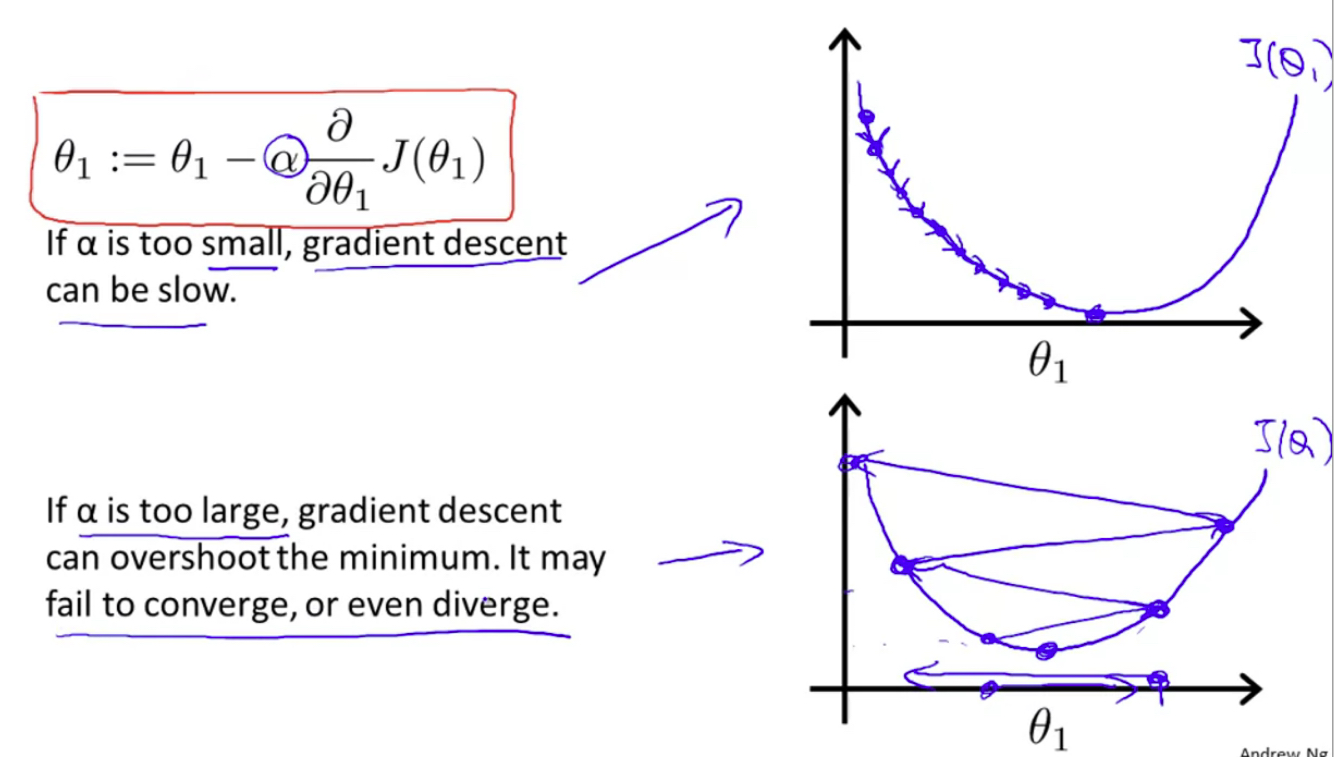 θ₁ := θ₁ − α ∂/∂θ₁ J(θ₁)
If α is too small, gradient descent
can be slow.
J(θ₁)
θ₁
If α is too large, gradient descent
can overshoot the minimum. It may
fail to converge, or even diverge.
θ₁
Andrew Ng